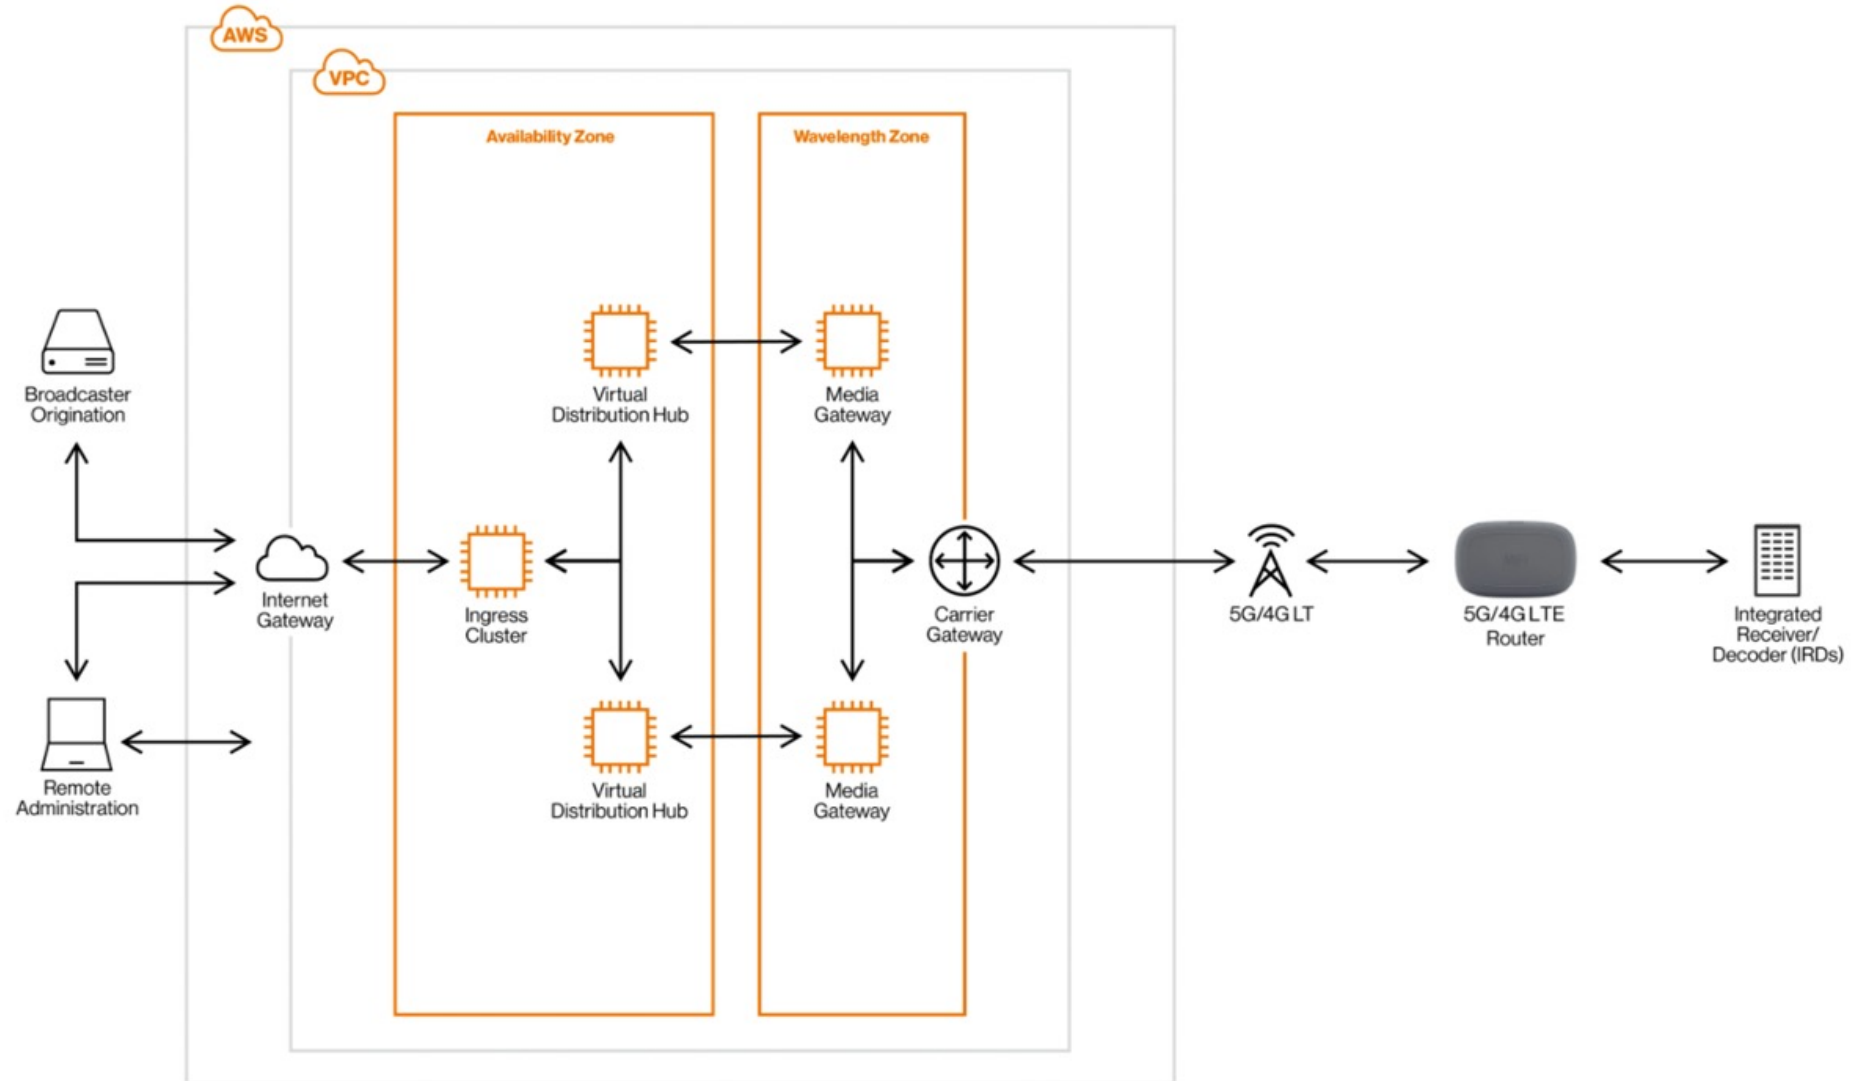 AWS
VPC
Availability Zone
Wavelength Zone
Broadcaster
Origination
Virtual
Distribution Hub
Media
Gateway
Internet
Gateway
Ingress
Cluster
Carrier
Gateway
5G/4G LT
5G/4G LTE
Router
Integrated
Receiver/
Decoder (IRDs)
Remote
Administration
Virtual
Distribution Hub
Media
Gateway